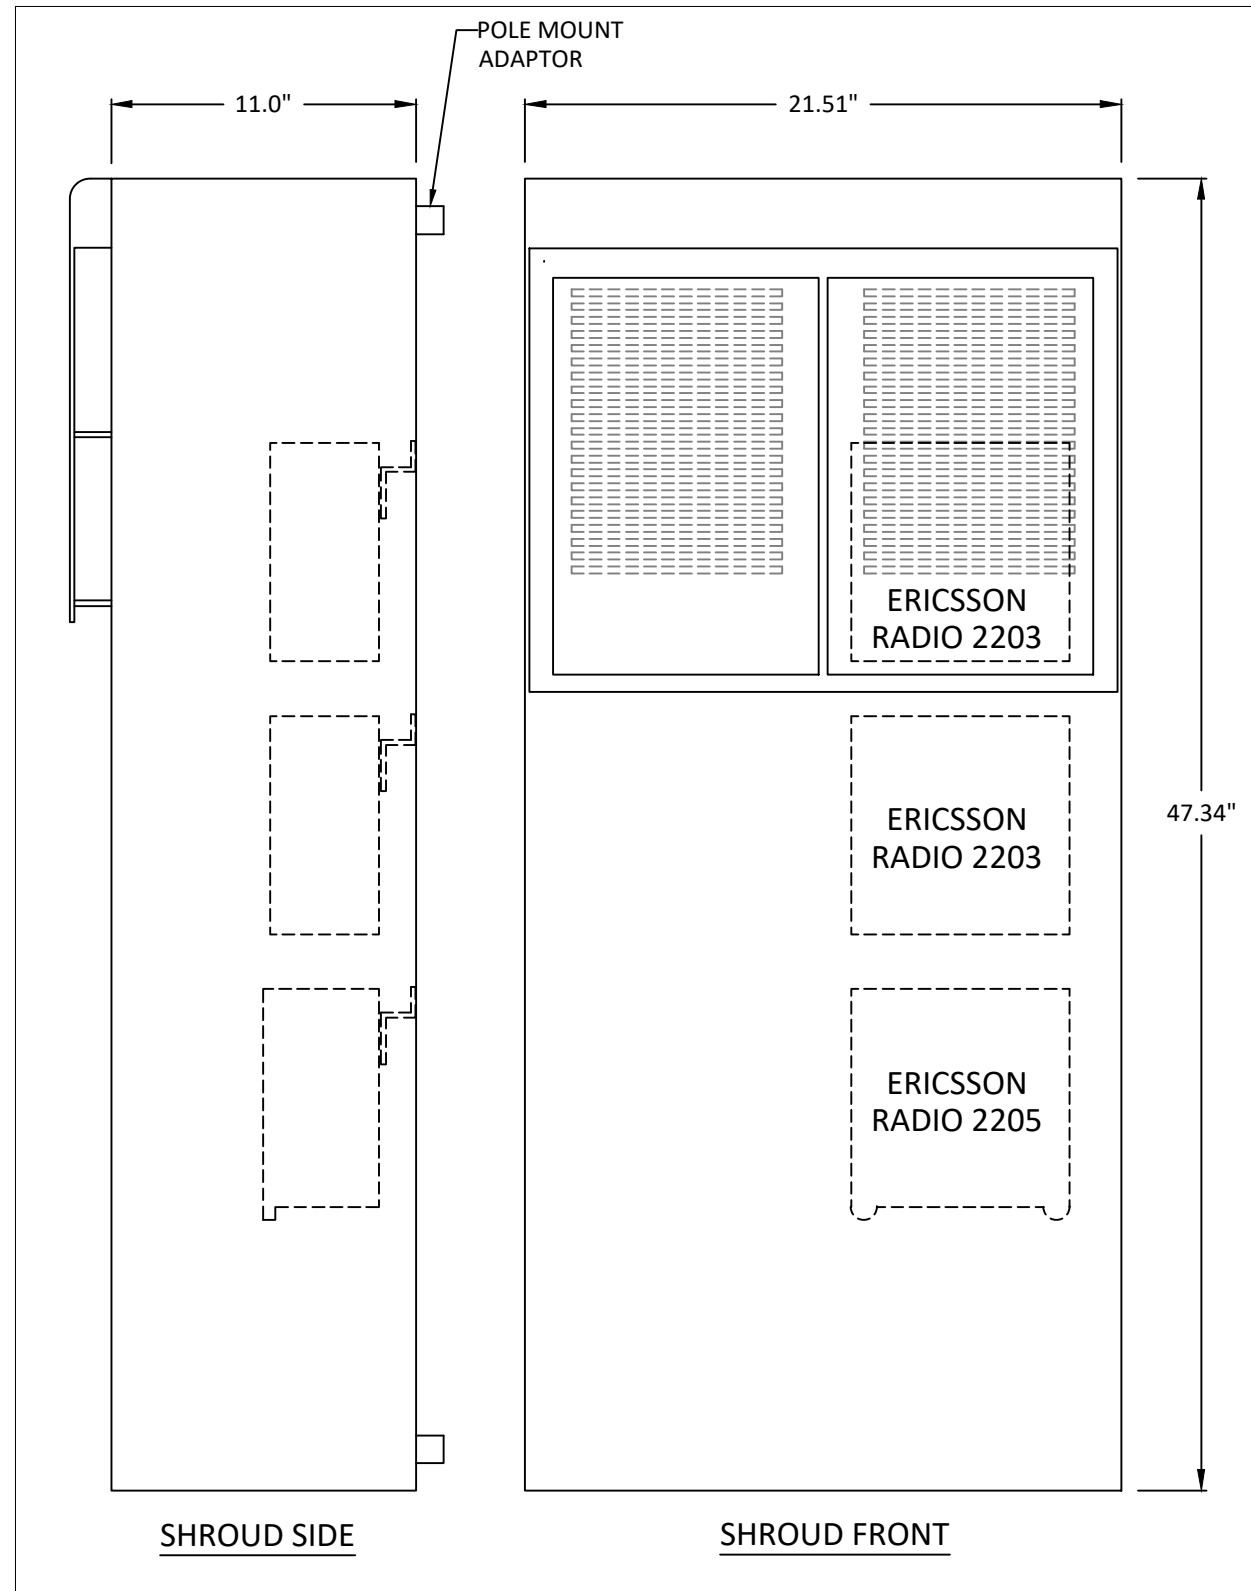 POLE MOUNT
ADAPTOR
11.0"
21.51"
ERICSSON
RADIO 2203
ERICSSON
RADIO 2203
47.34"
ERICSSON
RADIO 2205
SHROUD SIDE
SHROUD FRONT